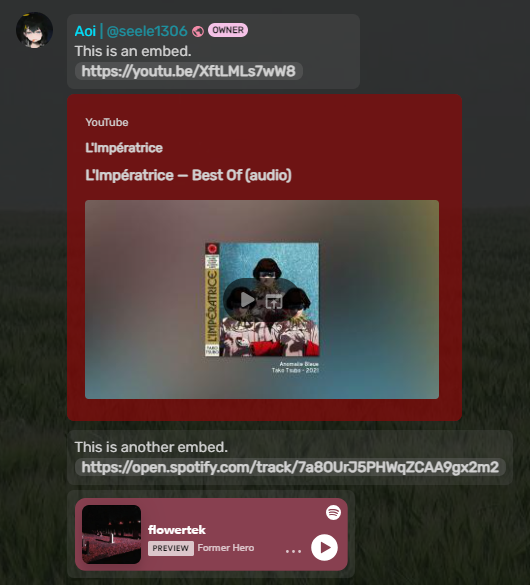 Aoi | @seele1306 OWNER
This is an embed.
https://youtu.be/XftLMLs7wW8
YouTube
L'Impératrice
L'Impératrice — Best Of (audio)
L'IMPÉRATRICE
TAKO TSUBO
Anomalie Bleue
Tako Tsubo - 2021
This is another embed.
https://open.spotify.com/track/7a8OUrJ5PHWqZCAA9gx2m2
flowertek
PREVIEW Former Hero